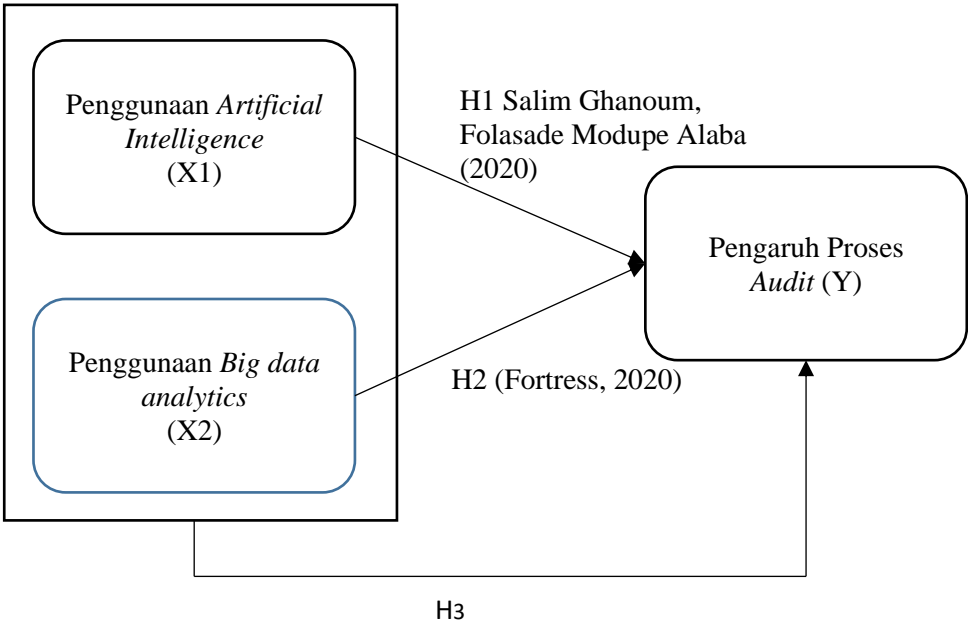 Penggunaan Artificial
Intelligence
(X1)
H1 Salim Ghanoum,
Folasade Modupe Alaba
(2020)
Pengaruh Proses
Audit (Y)
Penggunaan Big data
analytics
(X2)
H2 (Fortress, 2020)
H3